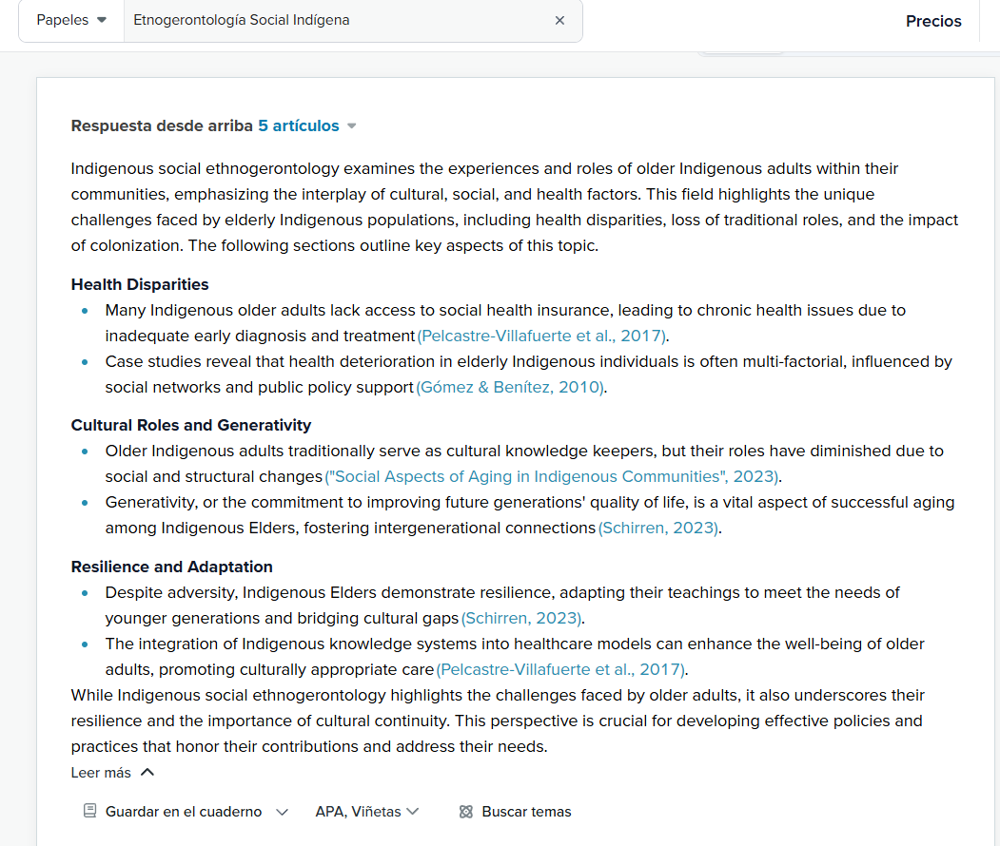 Papeles Etnogerontología Social Indígena × Precios
Respuesta desde arriba 5 artículos
Indigenous social ethnogerontology examines the experiences and roles of older Indigenous adults within their
communities, emphasizing the interplay of cultural, social, and health factors. This field highlights the unique
challenges faced by elderly Indigenous populations, including health disparities, loss of traditional roles, and the impact
of colonization. The following sections outline key aspects of this topic.
Health Disparities
• Many Indigenous older adults lack access to social health insurance, leading to chronic health issues due to
inadequate early diagnosis and treatment (Pelcastre-Villafuerte et al., 2017).
• Case studies reveal that health deterioration in elderly Indigenous individuals is often multi-factorial, influenced by
social networks and public policy support (Gómez & Benítez, 2010).
Cultural Roles and Generativity
• Older Indigenous adults traditionally serve as cultural knowledge keepers, but their roles have diminished due to
social and structural changes ("Social Aspects of Aging in Indigenous Communities", 2023).
• Generativity, or the commitment to improving future generations' quality of life, is a vital aspect of successful aging
among Indigenous Elders, fostering intergenerational connections (Schirren, 2023).
Resilience and Adaptation
• Despite adversity, Indigenous Elders demonstrate resilience, adapting their teachings to meet the needs of
younger generations and bridging cultural gaps (Schirren, 2023).
• The integration of Indigenous knowledge systems into healthcare models can enhance the well-being of older
adults, promoting culturally appropriate care (Pelcastre-Villafuerte et al., 2017).
While Indigenous social ethnogerontology highlights the challenges faced by older adults, it also underscores their
resilience and the importance of cultural continuity. This perspective is crucial for developing effective policies and
practices that honor their contributions and address their needs.
Leer más
Guardar en el cuaderno APA, Viñetas Buscar temas